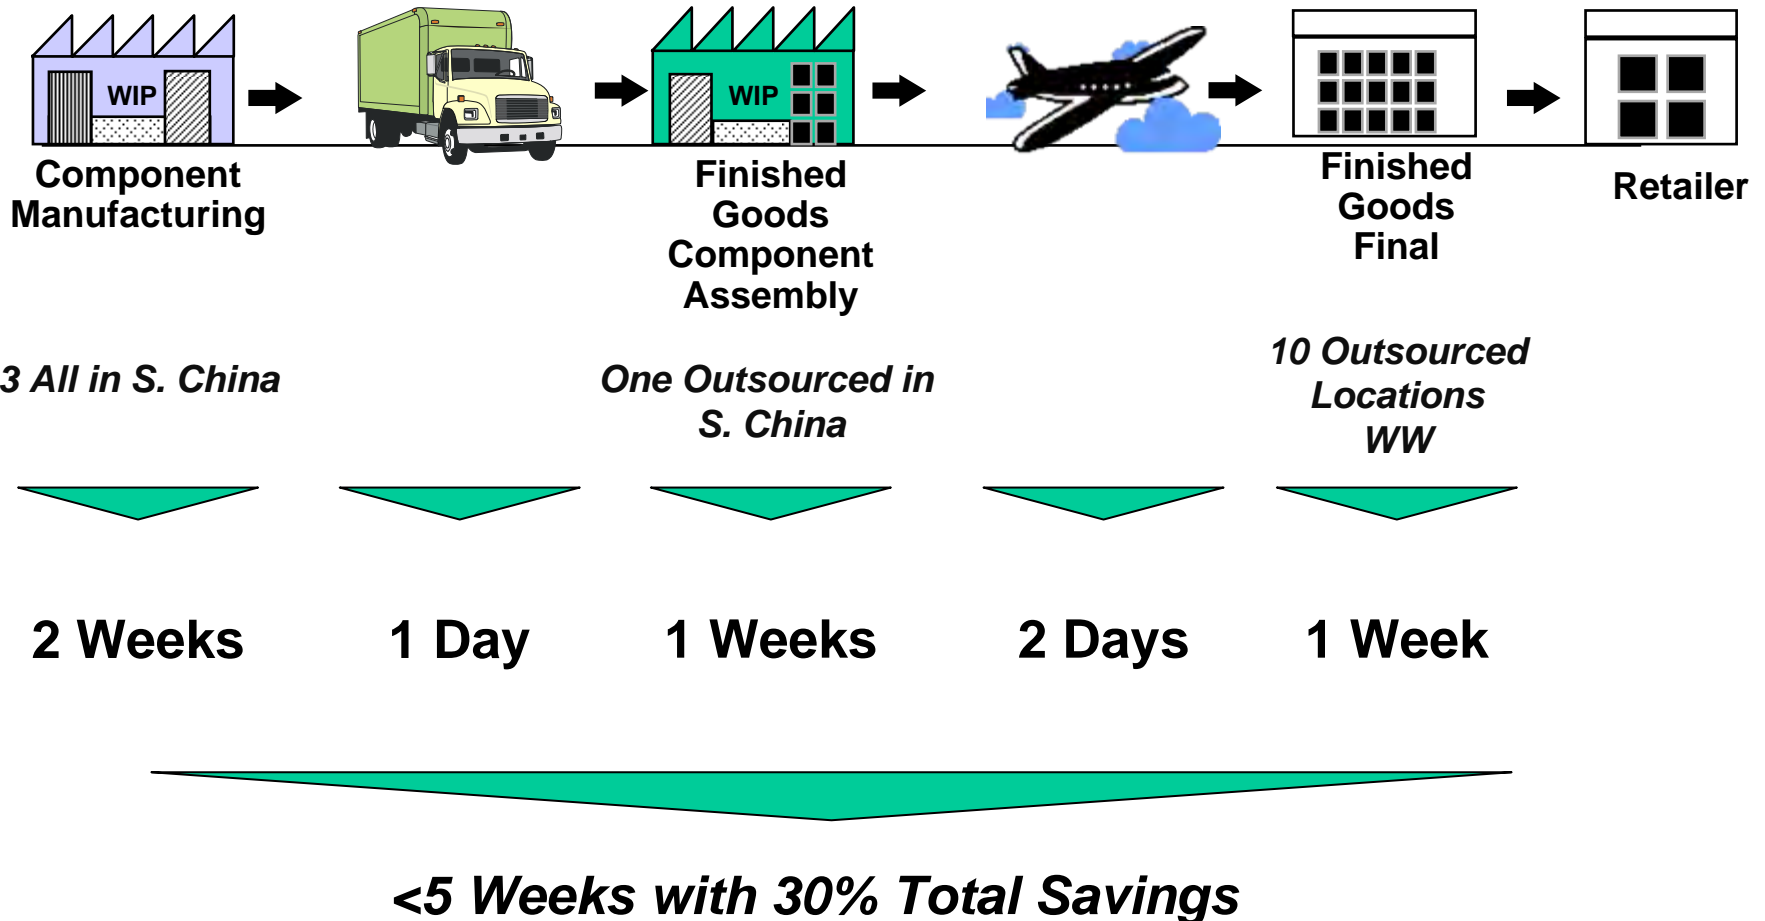 WIP
WIP
Component
Manufacturing
Finished
Goods
Component
Assembly
Finished
Goods
Final
Retailer
3 All in S. China
One Outsourced in
S. China
10 Outsourced
Locations
WW
2 Weeks
1 Day
1 Weeks
2 Days
1 Week
<5 Weeks with 30% Total Savings